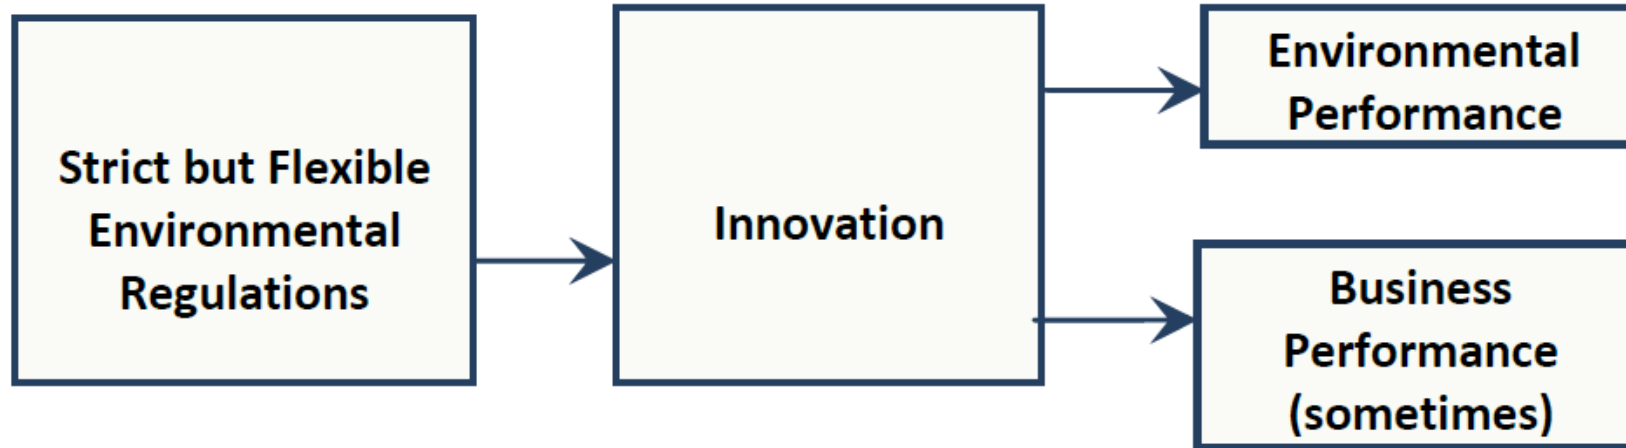 Strict but Flexible
Environmental
Regulations
Innovation
Environmental
Performance
Business
Performance
(sometimes)